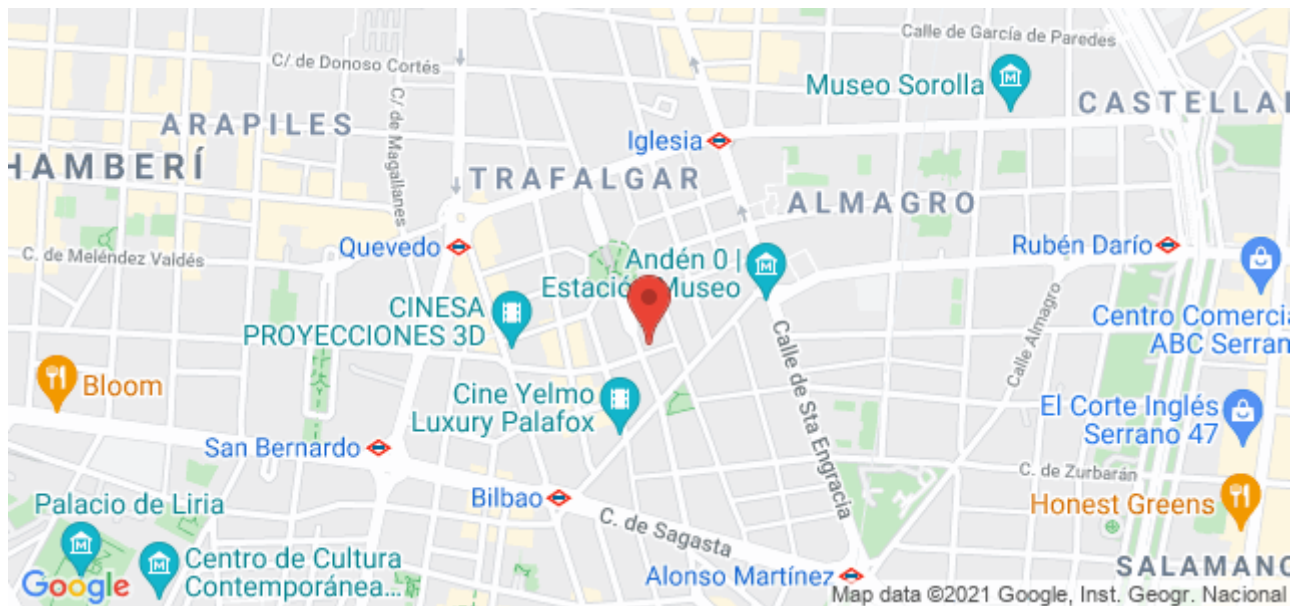 Calle de García de Paredes
C/ de Donoso Cortés
Museo Sorolla
CASTELLAI
C/ de Magallanes
ARAPILES
Iglesia
HAMBERÍ
TRAFALGAR
ALMAGRO
Quevedo
Rubén Darío
C. de Meléndez Valdés
Andén 0 |
Estación Museo
CINESA
PROYECCIONES 3D
Centro Comercia
ABC Serran
Calle Almagro
Calle de Sta Engracia
Bloom
Cine Yelmo
Luxury Palafox
El Corte Inglés
Serrano 47
San Bernardo
C. de Zurbarán
Bilbao
Honest Greens
Palacio de Liria
C. de Sagasta
Centro de Cultura
Contemporánea...
SALAMANC
Alonso Martínez
Google
Map data ©2021 Google, Inst. Geogr. Nacional